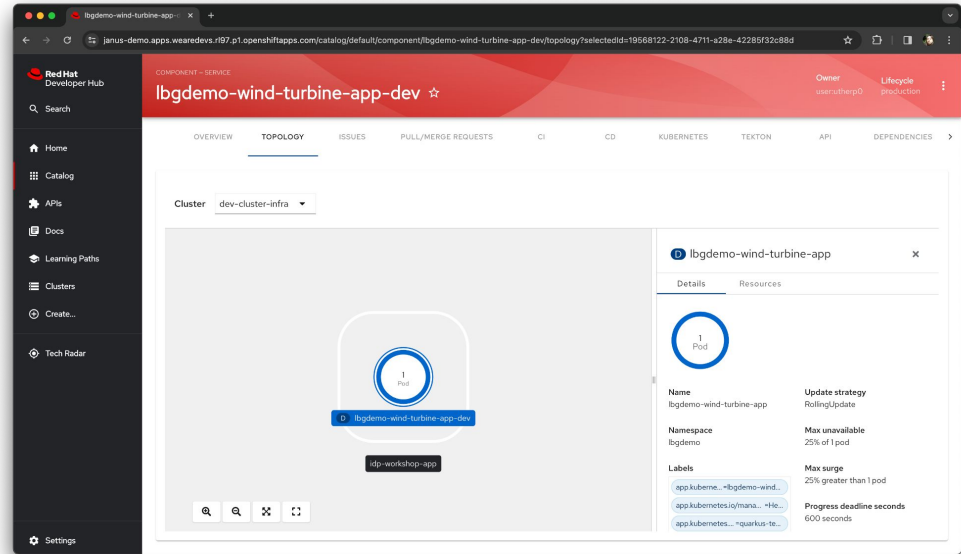 lbgdemo-wind-turbine-app-d
janus-demo.apps.wearedevs.rl97.p1.openshiftapps.com/catalog/default/component/lbgdemo-wind-turbine-app-dev/topology?selectedId=19568122-2108-4711-a28e-42285f32c88d
Red Hat
Developer Hub
Search
Home
Catalog
APIs
Docs
Learning Paths
Clusters
Create...
Tech Radar
Settings
COMPONENT — SERVICE
lbgdemo-wind-turbine-app-dev
Owner
user:utherp0
Lifecycle
production
OVERVIEW TOPOLOGY ISSUES PULL/MERGE REQUESTS CI CD KUBERNETES TEKTON API DEPENDENCIES
Cluster dev-cluster-infra
1
Pod
D lbgdemo-wind-turbine-app-dev
idp-workshop-app
D lbgdemo-wind-turbine-app
Details Resources
1
Pod
Name
lbgdemo-wind-turbine-app
Update strategy
RollingUpdate
Namespace
lbgdemo
Max unavailable
25% of 1 pod
Labels
app.kuberne...=lbgdemo-wind...
app.kubernetes.io/mana... =He...
app.kubernetes.... =quarkus-te...
Max surge
25% greater than 1 pod
Progress deadline seconds
600 seconds